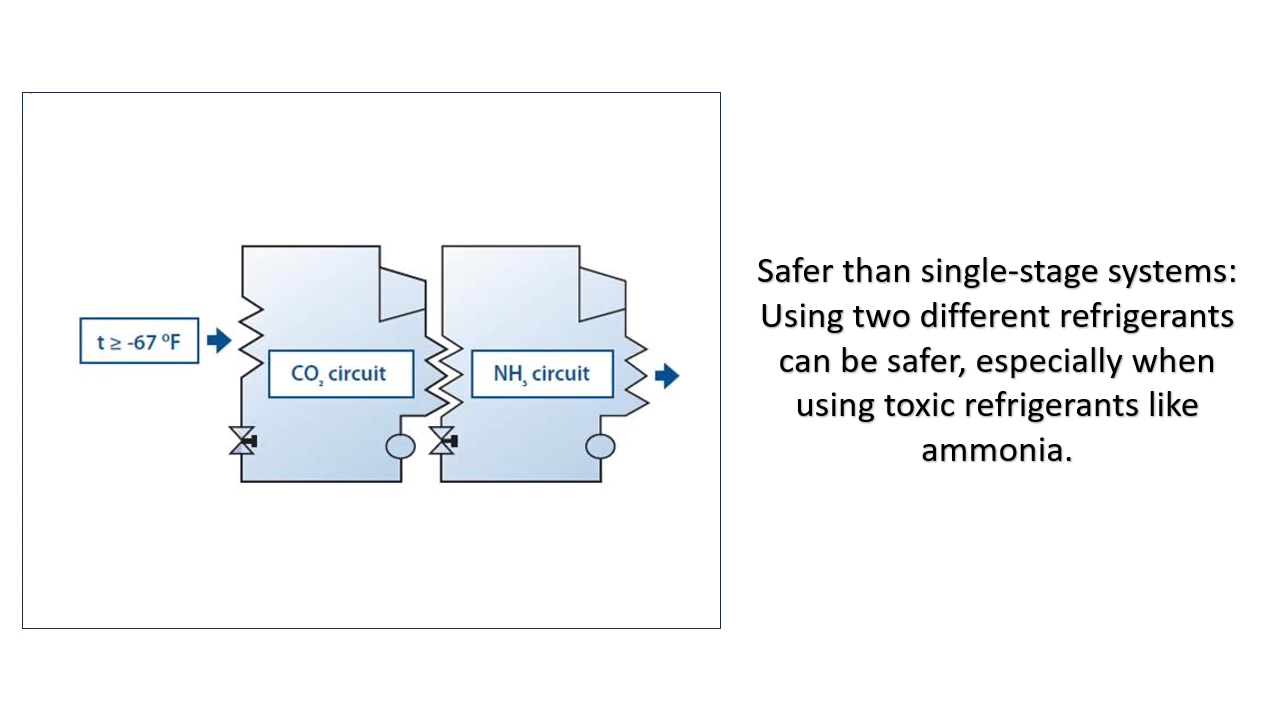 t ≥ -67 ºF
CO₂ circuit
NH₃ circuit
Safer than single-stage systems:
Using two different refrigerants
can be safer, especially when
using toxic refrigerants like
ammonia.